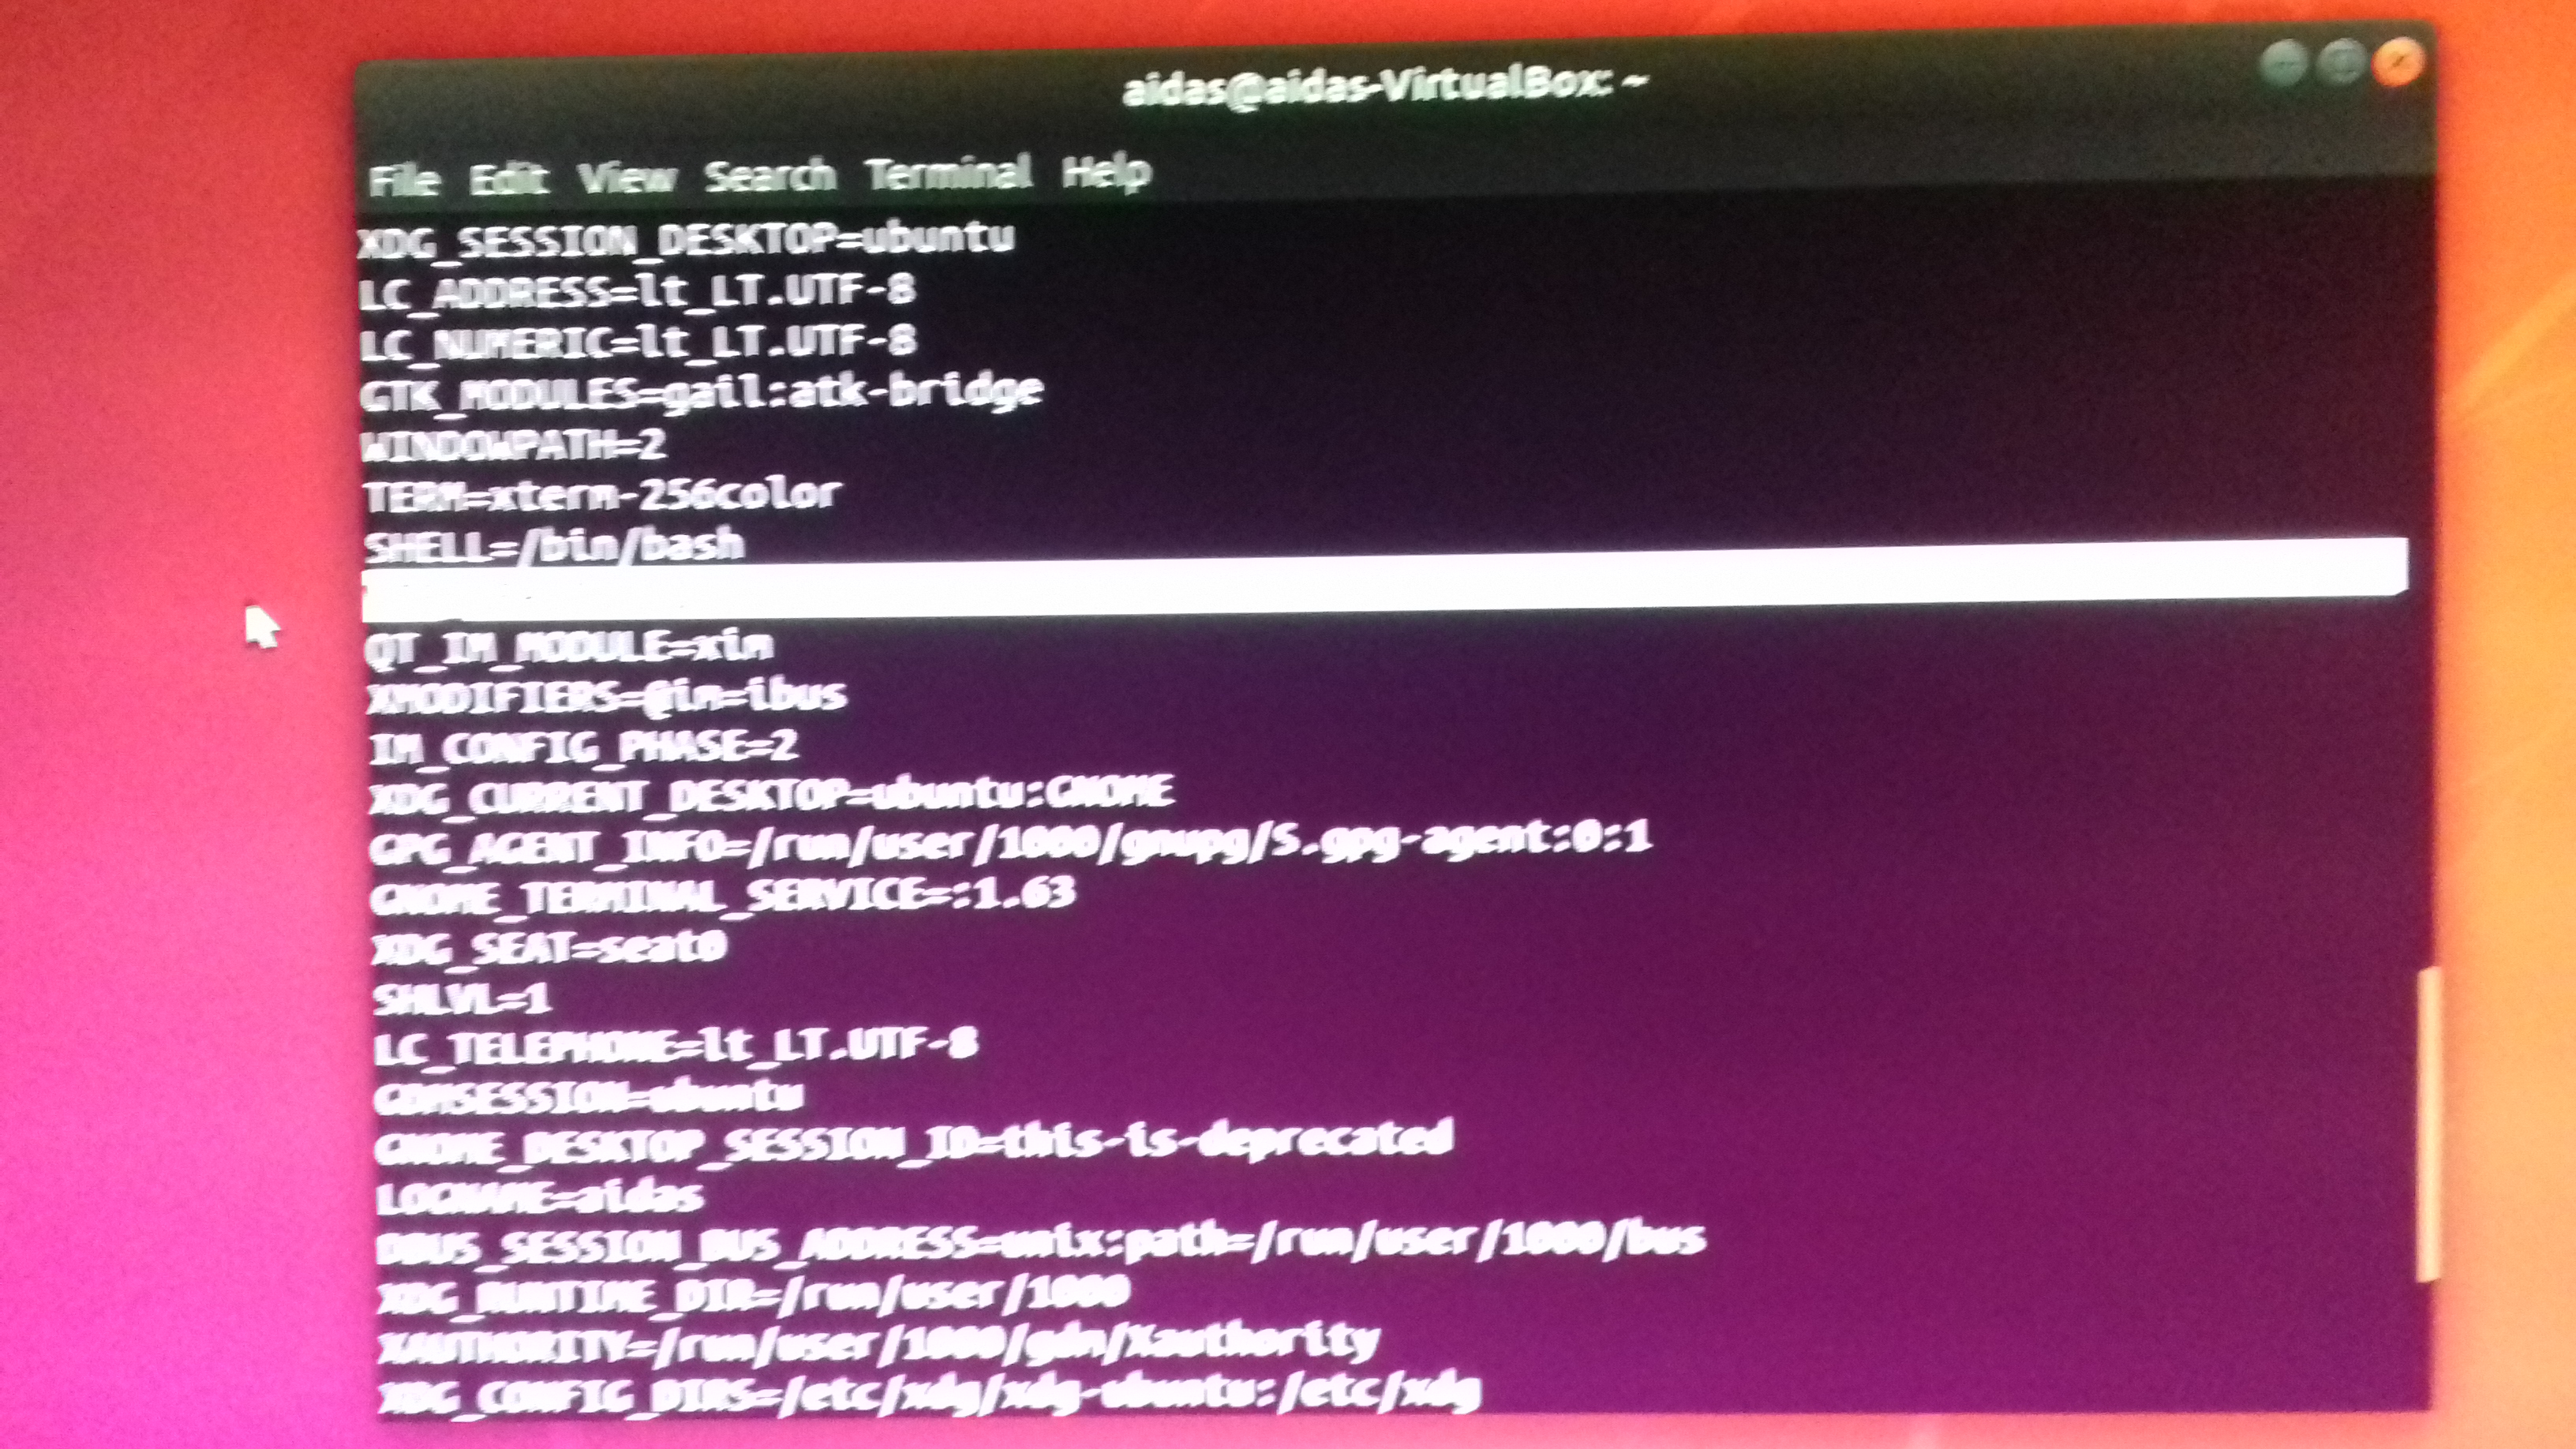 aidas@aidas-VirtualBox: ~
File Edit View Search Terminal Help
XDG_SESSION_DESKTOP=ubuntu
LC_ADDRESS=lt_LT.UTF-8
LC_NUMERIC=lt_LT.UTF-8
GTK_MODULES=gail:atk-bridge
WINDOWPATH=2
TERM=xterm-256color
SHELL=/bin/bash
QT_IM_MODULE=xim
XMODIFIERS=@im=ibus
IM_CONFIG_PHASE=2
XDG_CURRENT_DESKTOP=ubuntu:GNOME
GPG_AGENT_INFO=/run/user/1000/gnupg/S.gpg-agent:0:1
GNOME_TERMINAL_SERVICE=:1.63
XDG_SEAT=seat0
SHLVL=1
LC_TELEPHONE=lt_LT.UTF-8
GDMSESSION=ubuntu
GNOME_DESKTOP_SESSION_ID=this-is-deprecated
LOGNAME=aidas
DBUS_SESSION_BUS_ADDRESS=unix:path=/run/user/1000/bus
XDG_RUNTIME_DIR=/run/user/1000
XAUTHORITY=/run/user/1000/gdm/Xauthority
XDG_CONFIG_DIRS=/etc/xdg/xdg-ubuntu:/etc/xdg